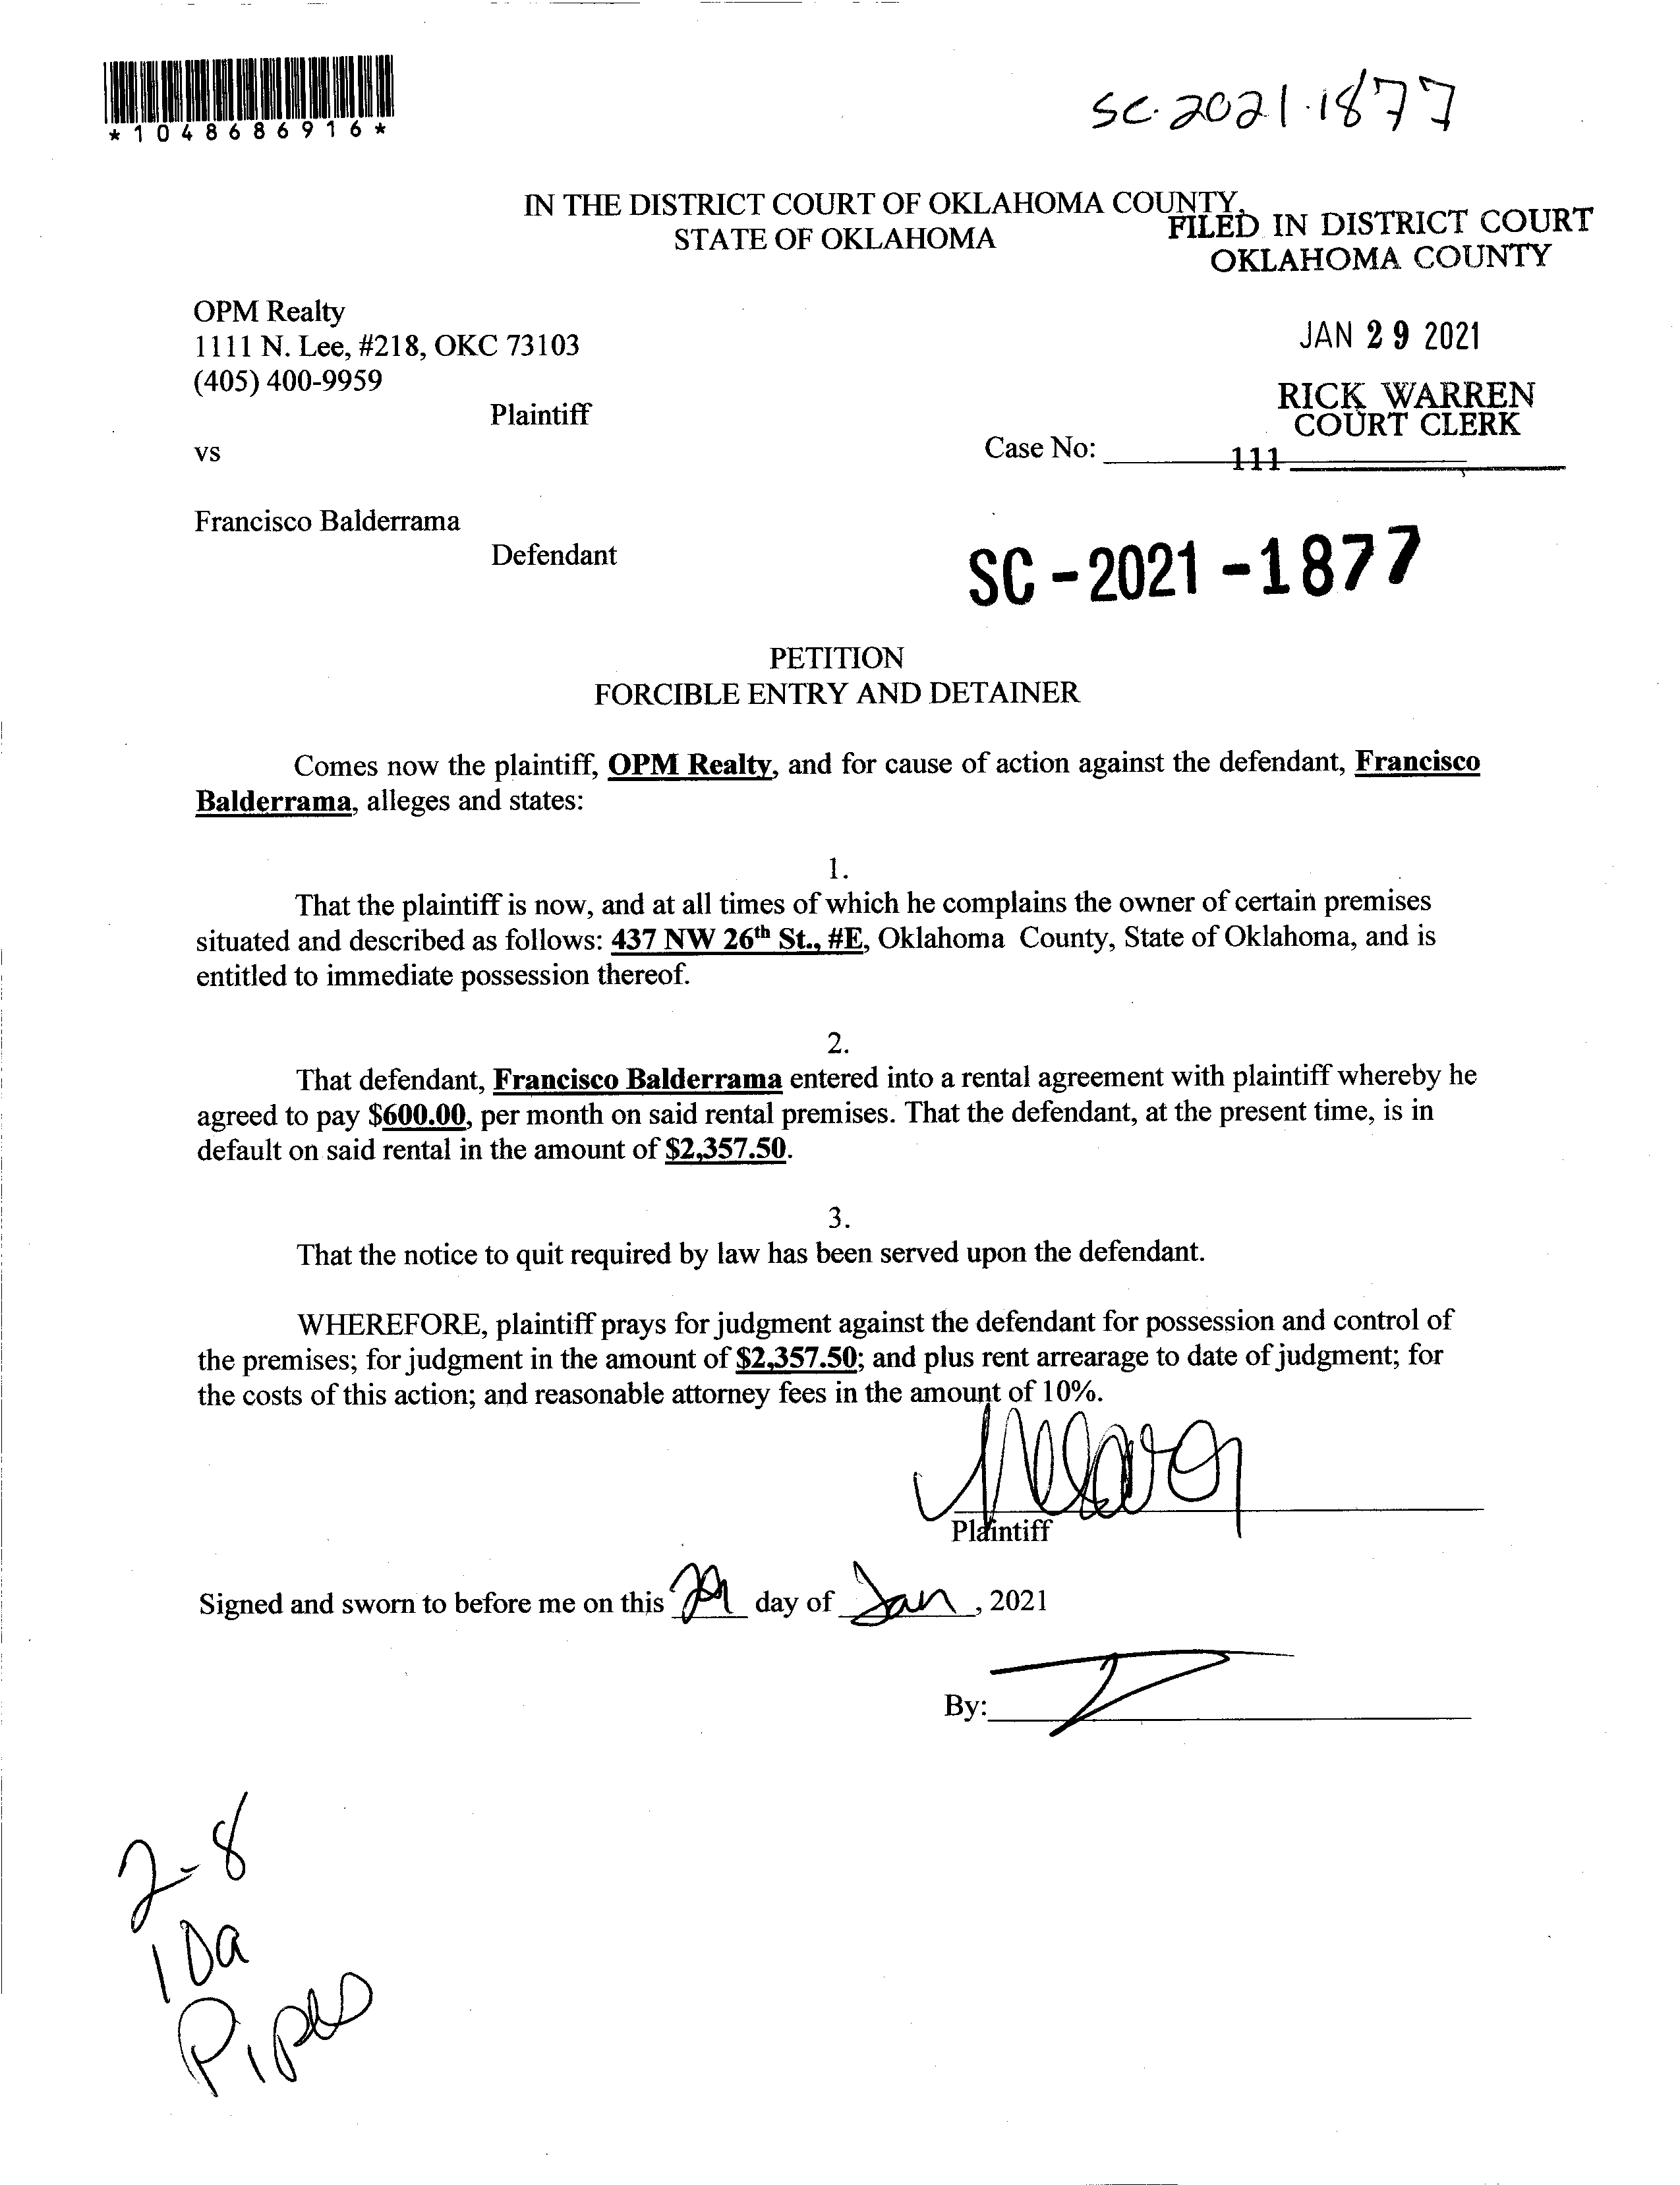 *1048686916*
SC-2021-1877
IN THE DISTRICT COURT OF OKLAHOMA COUNTY,
STATE OF OKLAHOMA
FILED IN DISTRICT COURT
OKLAHOMA COUNTY
OPM Realty
1111 N. Lee, #218, OKC 73103
(405) 400-9959
Plaintiff
JAN 29 2021
RICK WARREN
COURT CLERK
vs
Case No:
111
Francisco Balderrama
Defendant
SC - 2021 - 1877
PETITION
FORCIBLE ENTRY AND DETAINER
Comes now the plaintiff, OPM Realty, and for cause of action against the defendant, Francisco
Balderrama, alleges and states:
1.
That the plaintiff is now, and at all times of which he complains the owner of certain premises
situated and described as follows: 437 NW 26th St., #E, Oklahoma County, State of Oklahoma, and is
entitled to immediate possession thereof.
2.
That defendant, Francisco Balderrama entered into a rental agreement with plaintiff whereby he
agreed to pay $600.00, per month on said rental premises. That the defendant, at the present time, is in
default on said rental in the amount of $2,357.50.
3.
That the notice to quit required by law has been served upon the defendant.
WHEREFORE, plaintiff prays for judgment against the defendant for possession and control of
the premises; for judgment in the amount of $2,357.50; and plus rent arrearage to date of judgment; for
the costs of this action; and reasonable attorney fees in the amount of 10%.
Plaintiff
Signed and sworn to before me on this 29 day of Jan, 2021
By:
2-8
10a
Pipes